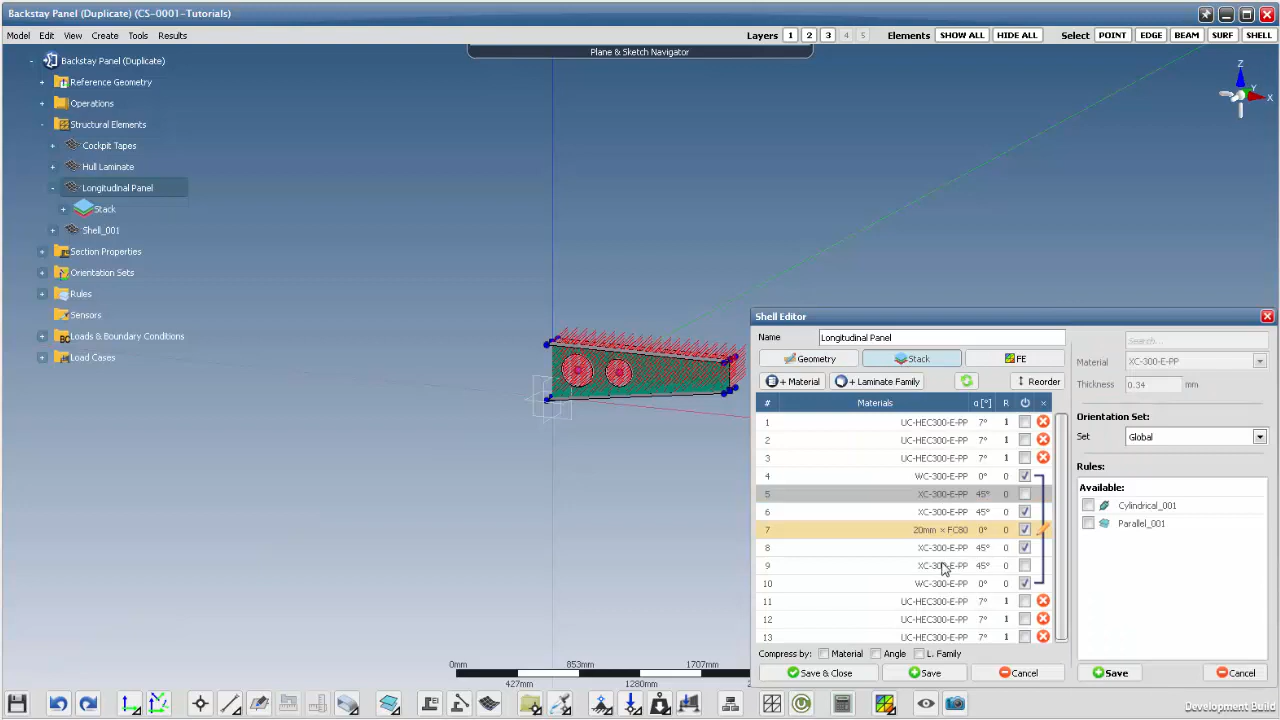 Backstay Panel (Duplicate) (CS-0001-Tutorials)
Model Edit View Create Tools Results
Layers 1 2 3 4 5 Elements SHOW ALL HIDE ALL Select POINT EDGE BEAM SURF SHELL
Plane & Sketch Navigator
Backstay Panel (Duplicate)
Reference Geometry
Operations
Structural Elements
Cockpit Tapes
Hull Laminate
Longitudinal Panel
Stack
Shell_001
Section Properties
Orientation Sets
Rules
Sensors
Loads & Boundary Conditions
Load Cases
Z
Y
X
Shell Editor
Name Longitudinal Panel
Geometry Stack FE
+ Material + Laminate Family Reorder
# Materials α [°] R ×
1 UC-HEC300-E-PP 7° 1
2 UC-HEC300-E-PP 7° 1
3 UC-HEC300-E-PP 7° 1
4 WC-300-E-PP 0° 0
5 XC-300-E-PP 45° 0
6 XC-300-E-PP 45° 0
7 20mm × FC80 0° 0
8 XC-300-E-PP 45° 0
9 XC-300-E-PP 45° 0
10 WC-300-E-PP 0° 0
11 UC-HEC300-E-PP 7° 1
12 UC-HEC300-E-PP 7° 1
13 UC-HEC300-E-PP 7° 1
Compress by: Material Angle L. Family
Save & Close Save Cancel
Search...
Material XC-300-E-PP
Thickness 0.34 mm
Orientation Set:
Set Global
Rules:
Available:
Cylindrical_001
Parallel_001
Save Cancel
0mm 853mm 1707mm
427mm 1280mm 2
Development Build